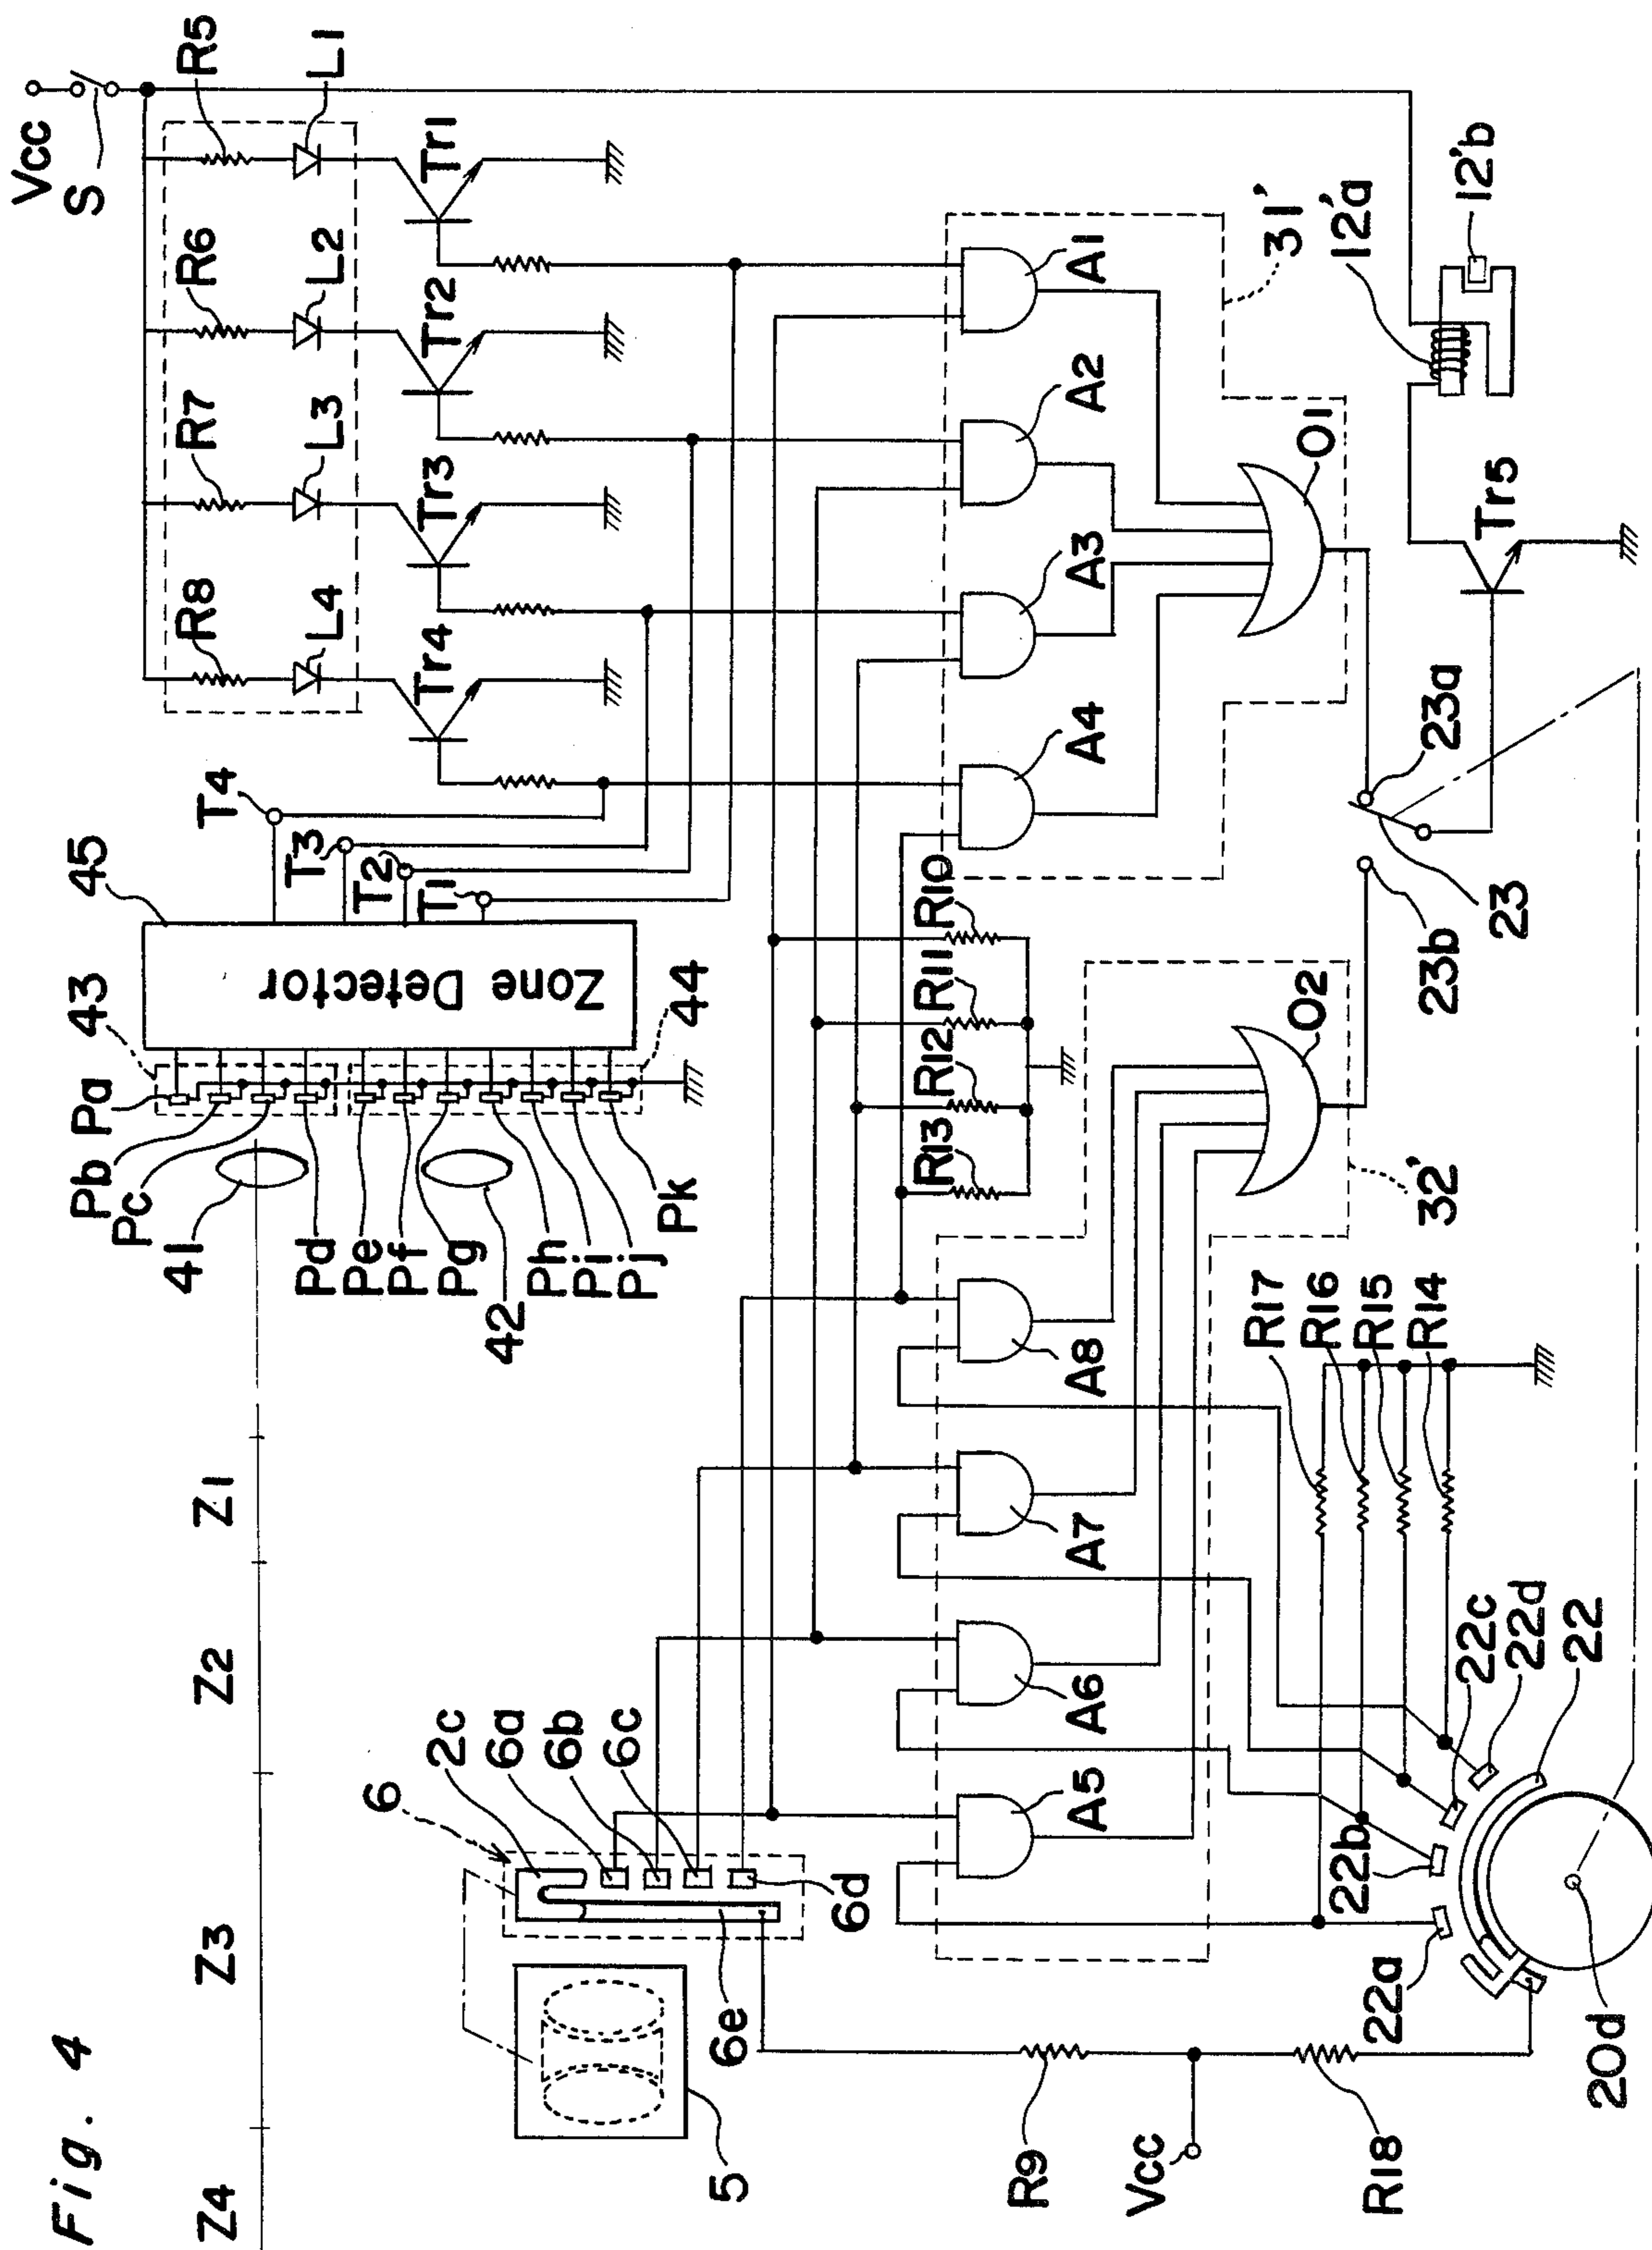 Fig. 4
Vcc
S
R5
R6
R7
R8
L1
L2
L3
L4
Tr1
Tr2
Tr3
Tr4
T4
T3
T2
T1
45
Zone Detector
43
44
Pa
Pb
Pc
41
Pd
Pe
Pf
Pg
42
Ph
Pi
Pj
Pk
Z1
Z2
Z3
Z4
A1
A2
A3
A4
31'
O1
12'a
12'b
Tr5
23a
23
23b
R10
R11
R12
R13
O2
32'
A8
A7
A6
A5
6
2c
6a
6b
6c
6d
6e
5
R17
R16
R15
R14
22c
22d
22
22b
22a
20d
R9
Vcc
R18